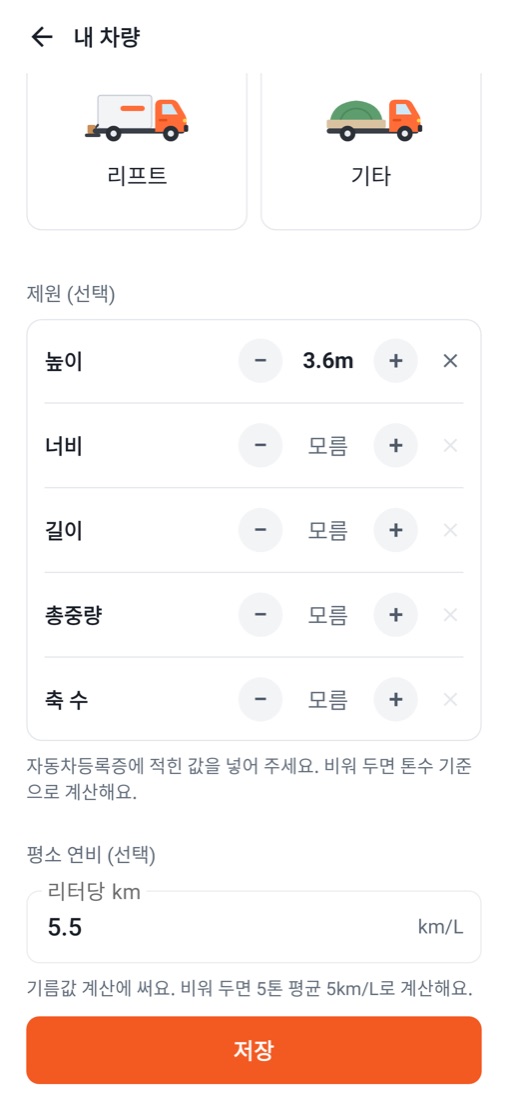 내 차량
리프트
기타
제원 (선택)
높이 − 3.6m + ×
너비 − 모름 + ×
길이 − 모름 + ×
총중량 − 모름 + ×
축 수 − 모름 + ×
자동차등록증에 적힌 값을 넣어 주세요. 비워 두면 톤수 기준
으로 계산해요.
평소 연비 (선택)
리터당 km
5.5 km/L
기름값 계산에 써요. 비워 두면 5톤 평균 5km/L로 계산해요.
저장